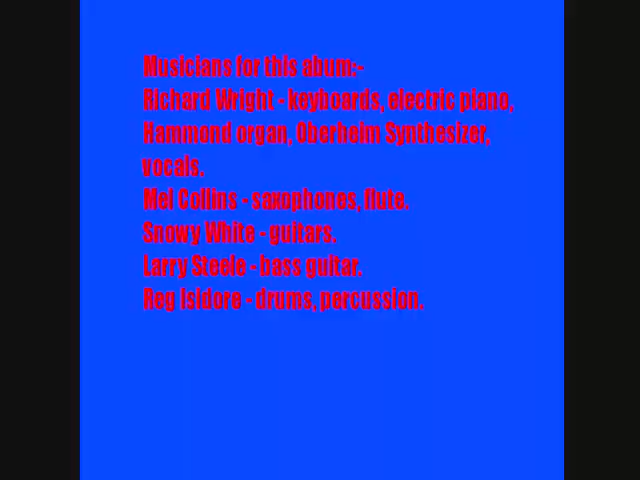 Musicians for this abum:-
Richard Wright - keyboards, electric piano,
Hammond organ, Oberheim Synthesizer,
vocals.
Mel Collins - saxophones, flute.
Snowy White - guitars.
Larry Steele - bass guitar.
Reg Isidore - drums, percussion.